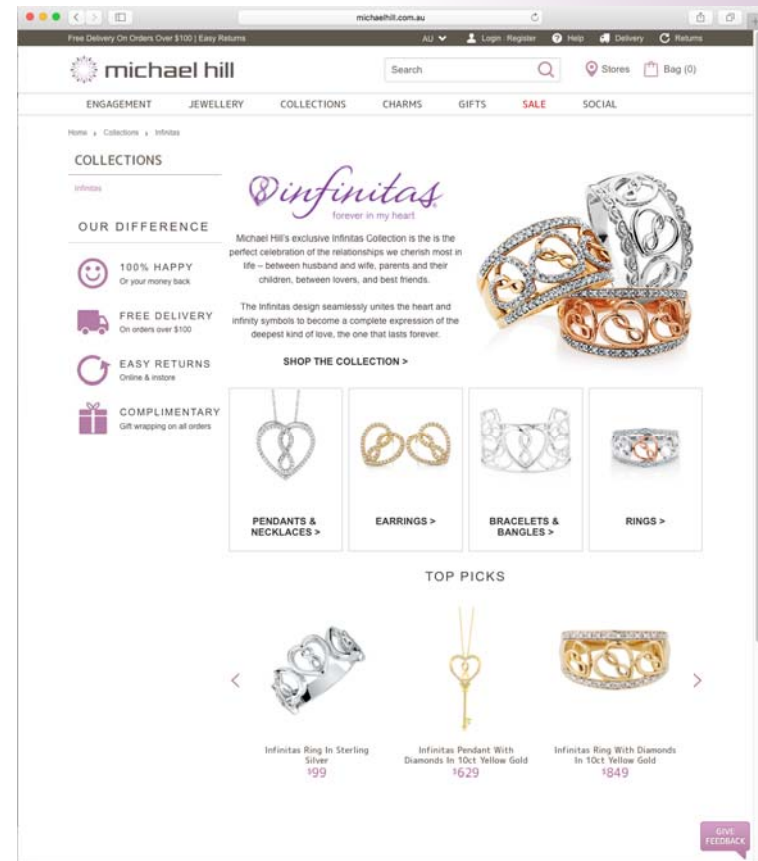 michaelhill.com.au
Free Delivery On Orders Over $100 | Easy Returns
AU Login | Register Help Delivery Returns
michael hill
Search
Stores Bag (0)
ENGAGEMENT JEWELLERY COLLECTIONS CHARMS GIFTS SALE SOCIAL
Home Collections Infinitas
COLLECTIONS
Infinitas
OUR DIFFERENCE
100% HAPPY
Or your money back
FREE DELIVERY
On orders over $100
EASY RETURNS
Online & instore
COMPLIMENTARY
Gift wrapping on all orders
infinitas
forever in my heart
Michael Hill's exclusive Infinitas Collection is the is the
perfect celebration of the relationships we cherish most in
life – between husband and wife, parents and their
children, between lovers, and best friends.
The Infinitas design seamlessly unites the heart and
infinity symbols to become a complete expression of the
deepest kind of love, the one that lasts forever.
SHOP THE COLLECTION >
PENDANTS &
NECKLACES >
EARRINGS >
BRACELETS &
BANGLES >
RINGS >
TOP PICKS
Infinitas Ring In Sterling
Silver
$99
Infinitas Pendant With
Diamonds In 10ct Yellow Gold
$629
Infinitas Ring With Diamonds
In 10ct Yellow Gold
$849
GIVE
FEEDBACK